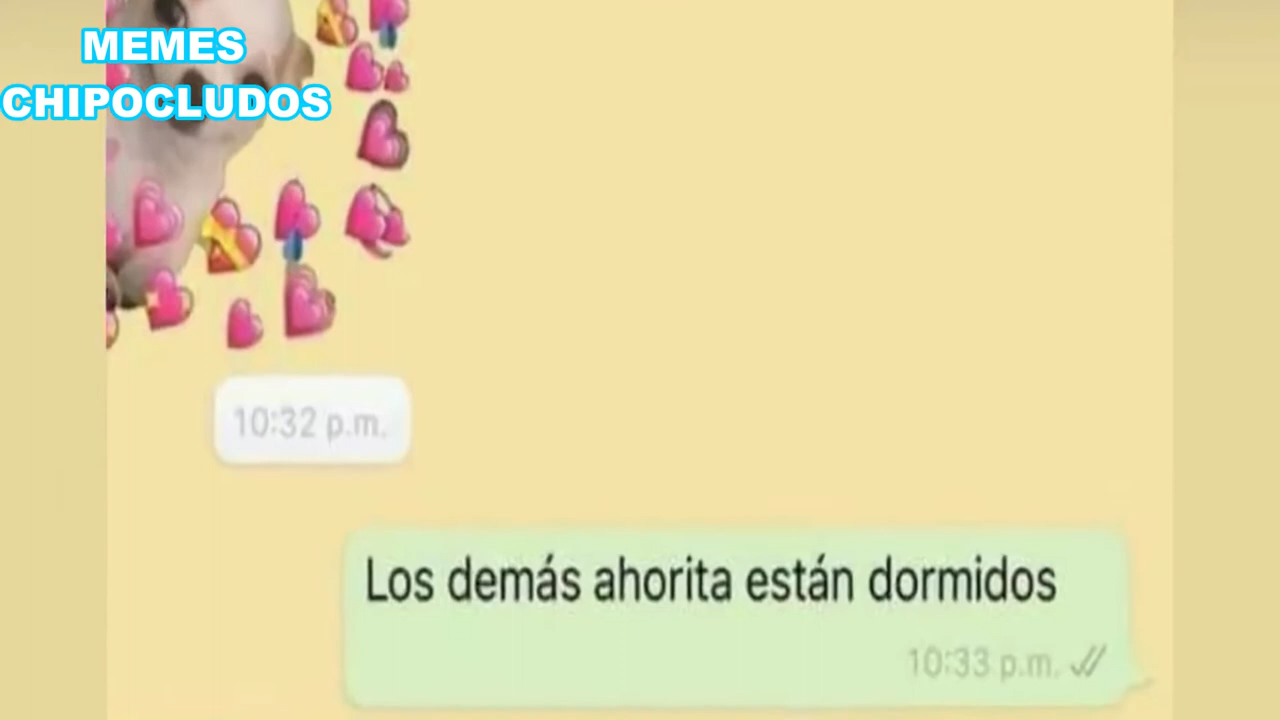 MEMES
CHIPOCLUDOS
10:32 p.m.
Los demás ahorita están dormidos
10:33 p.m.